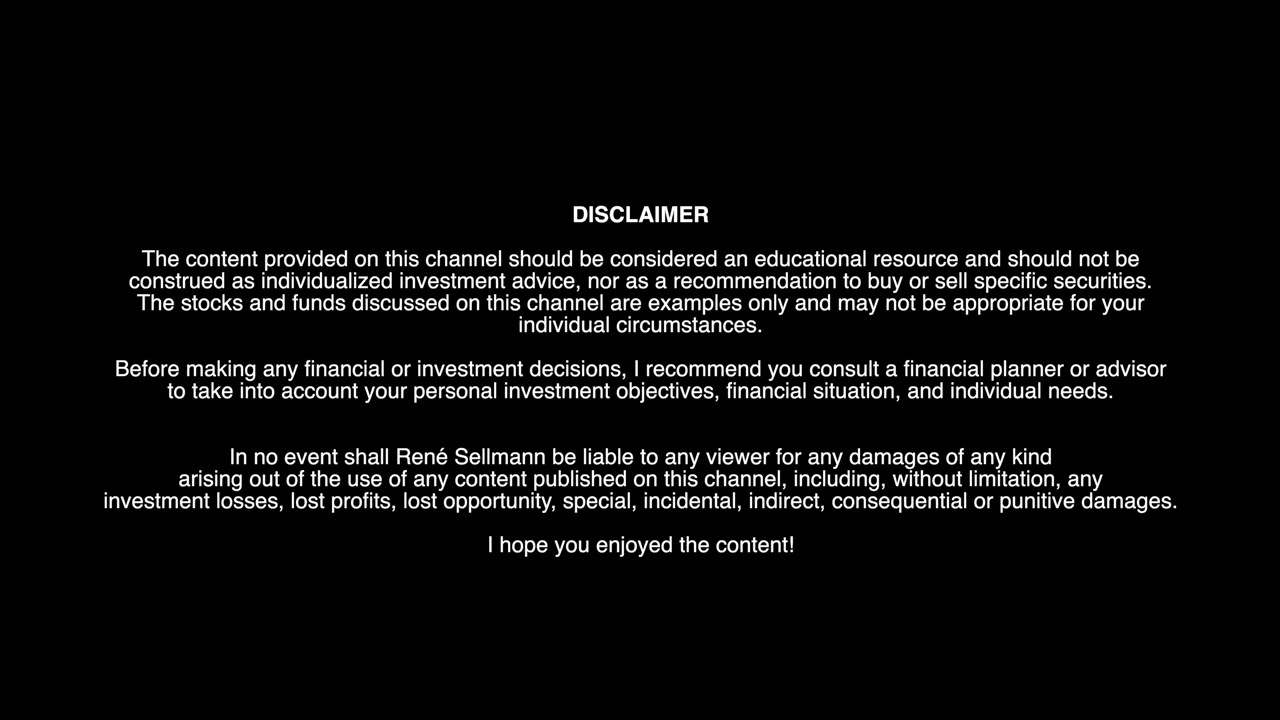 DISCLAIMER
The content provided on this channel should be considered an educational resource and should not be
construed as individualized investment advice, nor as a recommendation to buy or sell specific securities.
The stocks and funds discussed on this channel are examples only and may not be appropriate for your
individual circumstances.
Before making any financial or investment decisions, I recommend you consult a financial planner or advisor
to take into account your personal investment objectives, financial situation, and individual needs.
In no event shall René Sellmann be liable to any viewer for any damages of any kind
arising out of the use of any content published on this channel, including, without limitation, any
investment losses, lost profits, lost opportunity, special, incidental, indirect, consequential or punitive damages.
I hope you enjoyed the content!